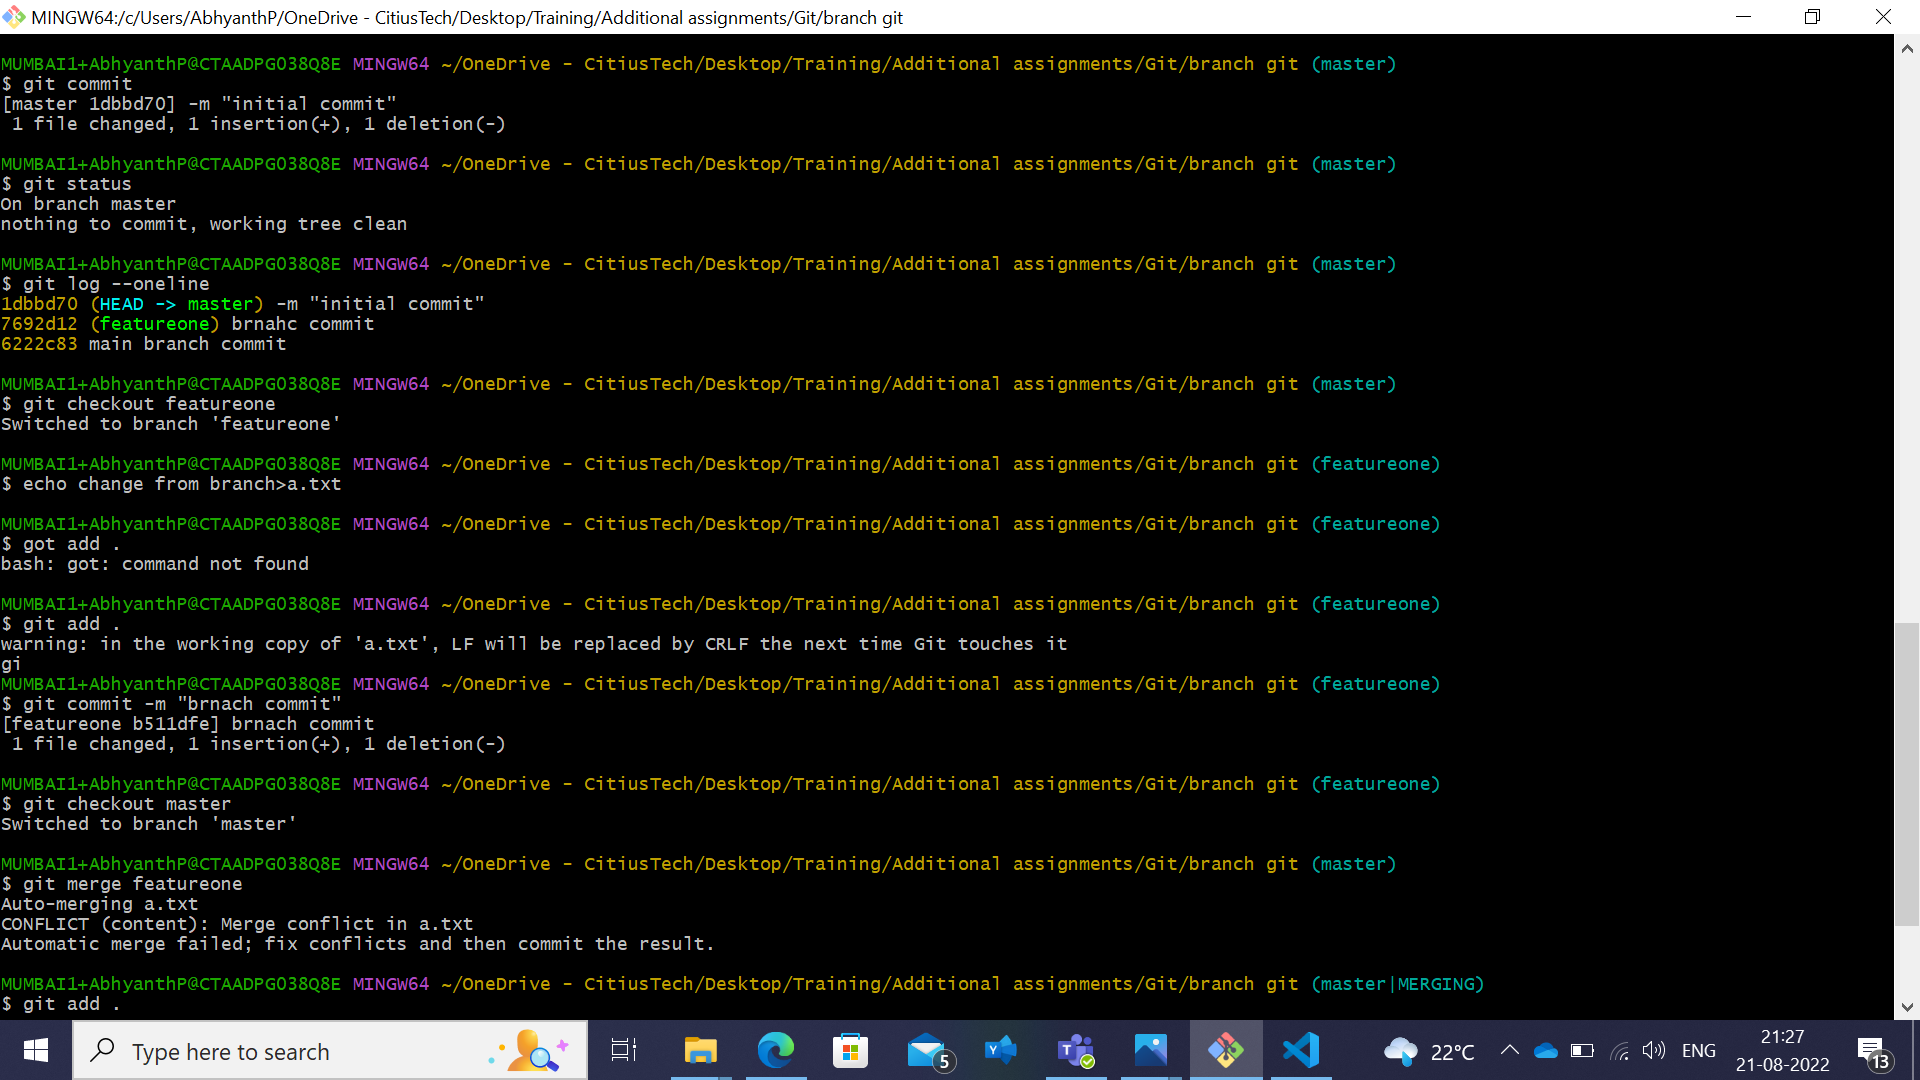 MINGW64:/c/Users/AbhyanthP/OneDrive - CitiusTech/Desktop/Training/Additional assignments/Git/branch git
MUMBAI1+AbhyanthP@CTAADPG038Q8E MINGW64 ~/OneDrive - CitiusTech/Desktop/Training/Additional assignments/Git/branch git (master)
$ git commit
[master 1dbbd70] -m "initial commit"
1 file changed, 1 insertion(+), 1 deletion(-)
MUMBAI1+AbhyanthP@CTAADPG038Q8E MINGW64 ~/OneDrive - CitiusTech/Desktop/Training/Additional assignments/Git/branch git (master)
$ git status
On branch master
nothing to commit, working tree clean
MUMBAI1+AbhyanthP@CTAADPG038Q8E MINGW64 ~/OneDrive - CitiusTech/Desktop/Training/Additional assignments/Git/branch git (master)
$ git log --oneline
1dbbd70 (HEAD -> master) -m "initial commit"
7692d12 (featureone) brnahc commit
6222c83 main branch commit
MUMBAI1+AbhyanthP@CTAADPG038Q8E MINGW64 ~/OneDrive - CitiusTech/Desktop/Training/Additional assignments/Git/branch git (master)
$ git checkout featureone
Switched to branch 'featureone'
MUMBAI1+AbhyanthP@CTAADPG038Q8E MINGW64 ~/OneDrive - CitiusTech/Desktop/Training/Additional assignments/Git/branch git (featureone)
$ echo change from branch>a.txt
MUMBAI1+AbhyanthP@CTAADPG038Q8E MINGW64 ~/OneDrive - CitiusTech/Desktop/Training/Additional assignments/Git/branch git (featureone)
$ got add .
bash: got: command not found
MUMBAI1+AbhyanthP@CTAADPG038Q8E MINGW64 ~/OneDrive - CitiusTech/Desktop/Training/Additional assignments/Git/branch git (featureone)
$ git add .
warning: in the working copy of 'a.txt', LF will be replaced by CRLF the next time Git touches it
gi
MUMBAI1+AbhyanthP@CTAADPG038Q8E MINGW64 ~/OneDrive - CitiusTech/Desktop/Training/Additional assignments/Git/branch git (featureone)
$ git commit -m "brnach commit"
[featureone b511dfe] brnach commit
1 file changed, 1 insertion(+), 1 deletion(-)
MUMBAI1+AbhyanthP@CTAADPG038Q8E MINGW64 ~/OneDrive - CitiusTech/Desktop/Training/Additional assignments/Git/branch git (featureone)
$ git checkout master
Switched to branch 'master'
MUMBAI1+AbhyanthP@CTAADPG038Q8E MINGW64 ~/OneDrive - CitiusTech/Desktop/Training/Additional assignments/Git/branch git (master)
$ git merge featureone
Auto-merging a.txt
CONFLICT (content): Merge conflict in a.txt
Automatic merge failed; fix conflicts and then commit the result.
MUMBAI1+AbhyanthP@CTAADPG038Q8E MINGW64 ~/OneDrive - CitiusTech/Desktop/Training/Additional assignments/Git/branch git (master|MERGING)
$ git add .
Type here to search
5
Y
T
22°C
ENG
21:27
21-08-2022
13